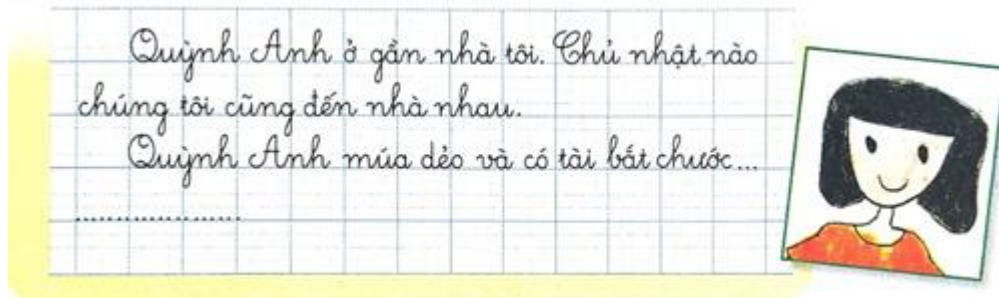 Quỳnh Anh ở gần nhà tôi. Chủ nhật nào
chúng tôi cũng đến nhà nhau.
Quỳnh Anh múa dẻo và có tài bắt chước...
...................